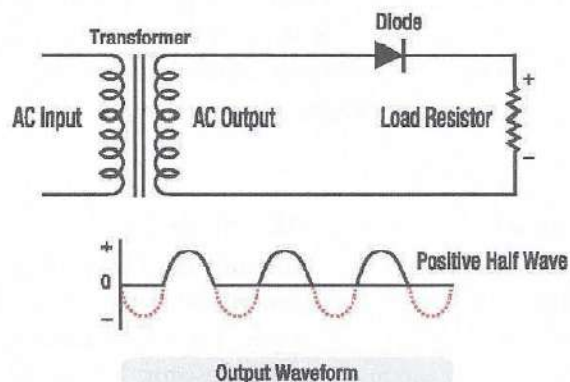 Diode
Transformer
+
AC Input AC Output Load Resistor
−
+
Positive Half Wave
0
−
Output Waveform